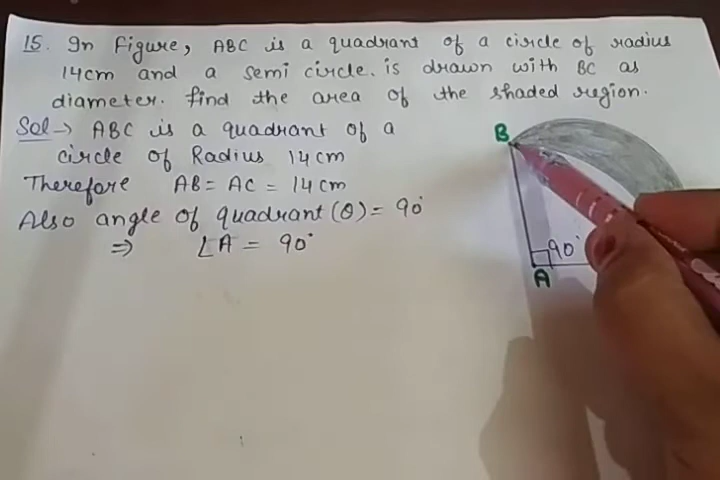 15. In Figure, ABC is a quadrant of a circle of radius
14cm and a semi circle. is drawn with BC as
diameter. find the area of the shaded region.
Sol → ABC is a quadrant of a
circle of Radius 14cm
Therefore AB = AC = 14cm
Also angle of quadrant (θ) = 90°
⇒ ∠A = 90°
B
90°
A